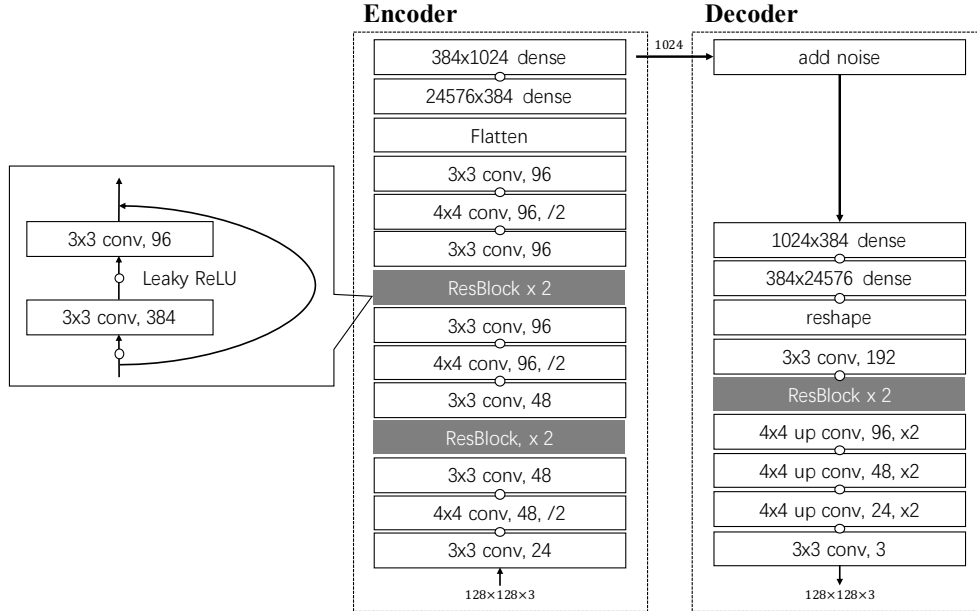 Encoder
Decoder
384x1024 dense
24576x384 dense
Flatten
3x3 conv, 96
4x4 conv, 96, /2
3x3 conv, 96
ResBlock x 2
3x3 conv, 96
4x4 conv, 96, /2
3x3 conv, 48
ResBlock, x 2
3x3 conv, 48
4x4 conv, 48, /2
3x3 conv, 24
128×128×3
3x3 conv, 96
Leaky ReLU
3x3 conv, 384
1024
add noise
1024x384 dense
384x24576 dense
reshape
3x3 conv, 192
ResBlock x 2
4x4 up conv, 96, x2
4x4 up conv, 48, x2
4x4 up conv, 24, x2
3x3 conv, 3
128×128×3